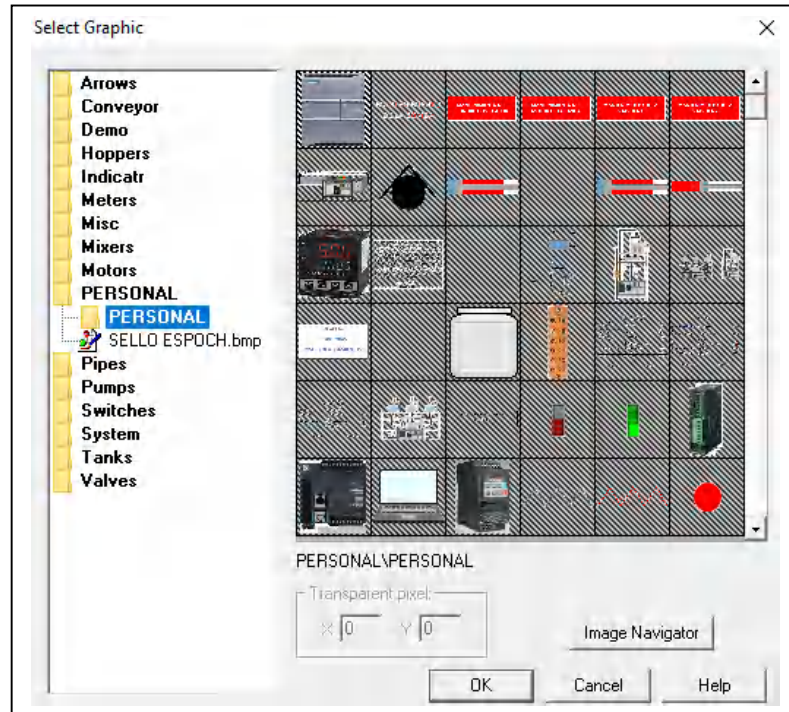 Select Graphic
Arrows
Conveyor
Demo
Hoppers
Indicatr
Meters
Misc
Mixers
Motors
PERSONAL
PERSONAL
SELLO ESPOCH.bmp
Pipes
Pumps
Switches
System
Tanks
Valves
PERSONAL\PERSONAL
Transparent pixel:
X 0 Y 0
Image Navigator
OK Cancel Help